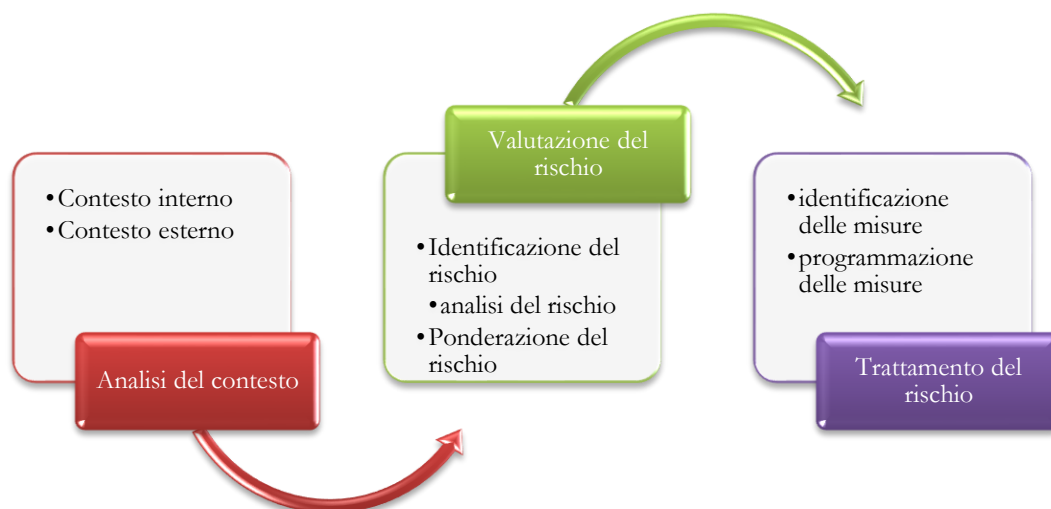 •Contesto interno
•Contesto esterno
Analisi del contesto
Valutazione del
rischio
•Identificazione del
rischio
•analisi del rischio
•Ponderazione del
rischio
•identificazione
delle misure
•programmazione
delle misure
Trattamento del
rischio